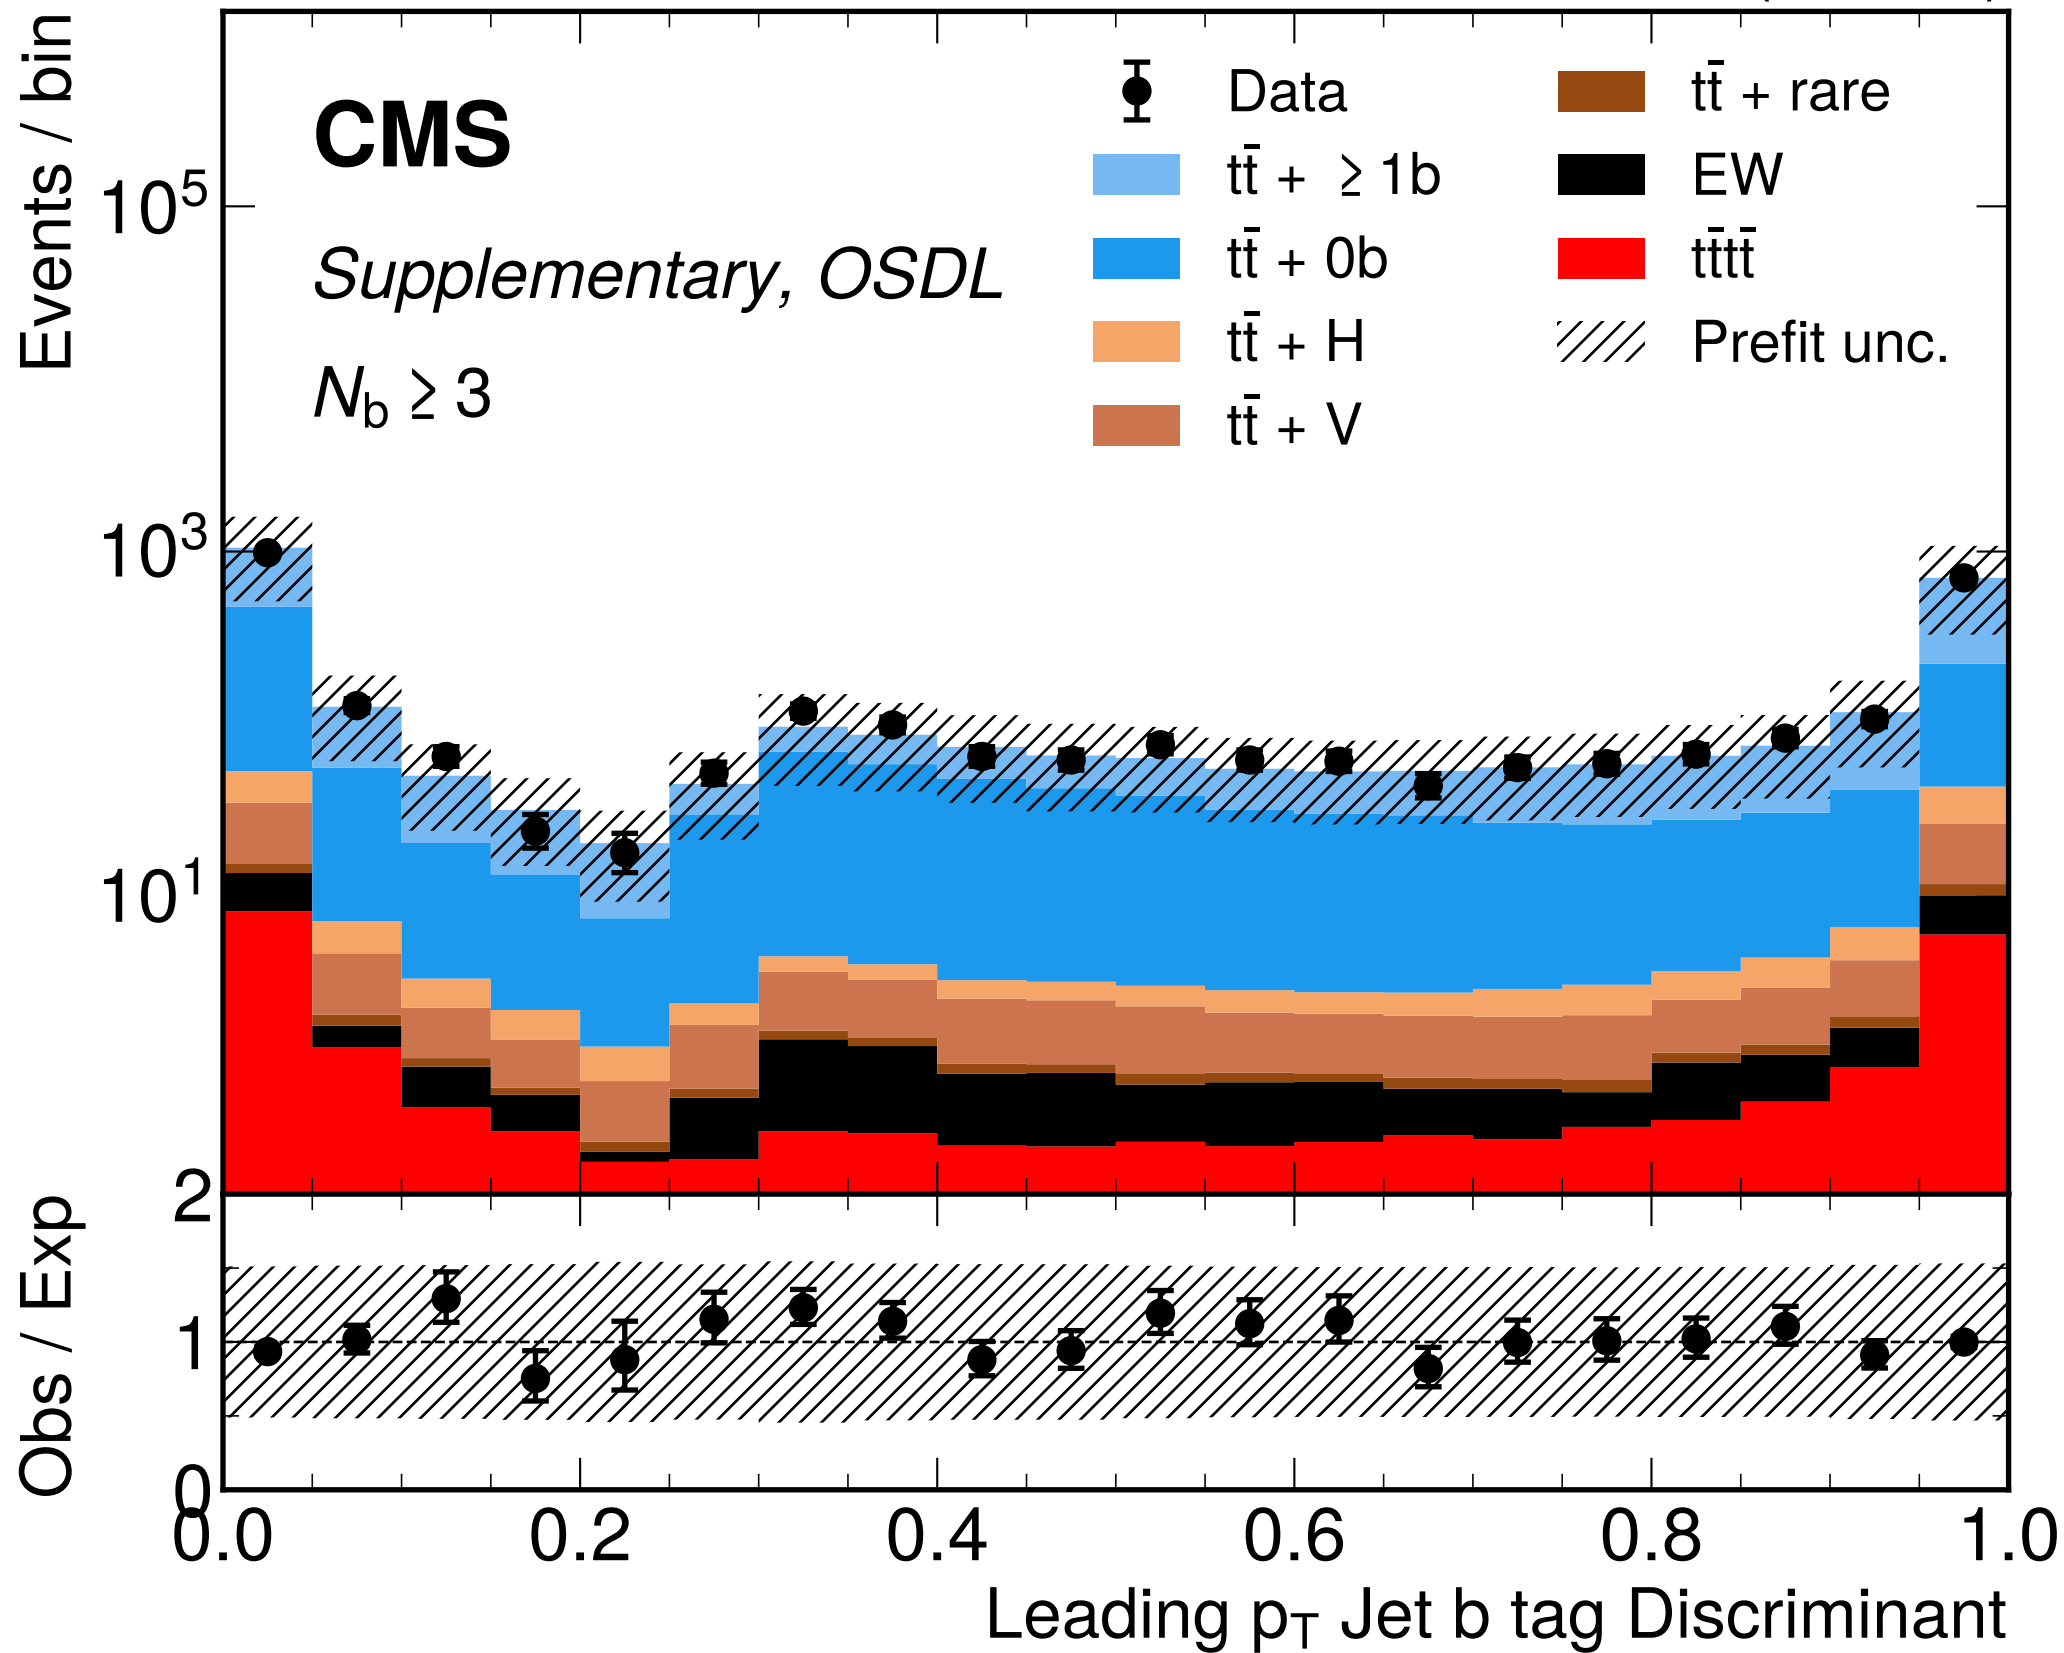 Events / bin
CMS
Supplementary, OSDL
N_b ≥ 3
Data
tt̄ + ≥ 1b
tt̄ + 0b
tt̄ + H
tt̄ + V
tt̄ + rare
EW
tt̄tt̄
Prefit unc.
10^5
10^3
10^1
Obs / Exp
2
1
0
0.0 0.2 0.4 0.6 0.8 1.0
Leading p_T Jet b tag Discriminant